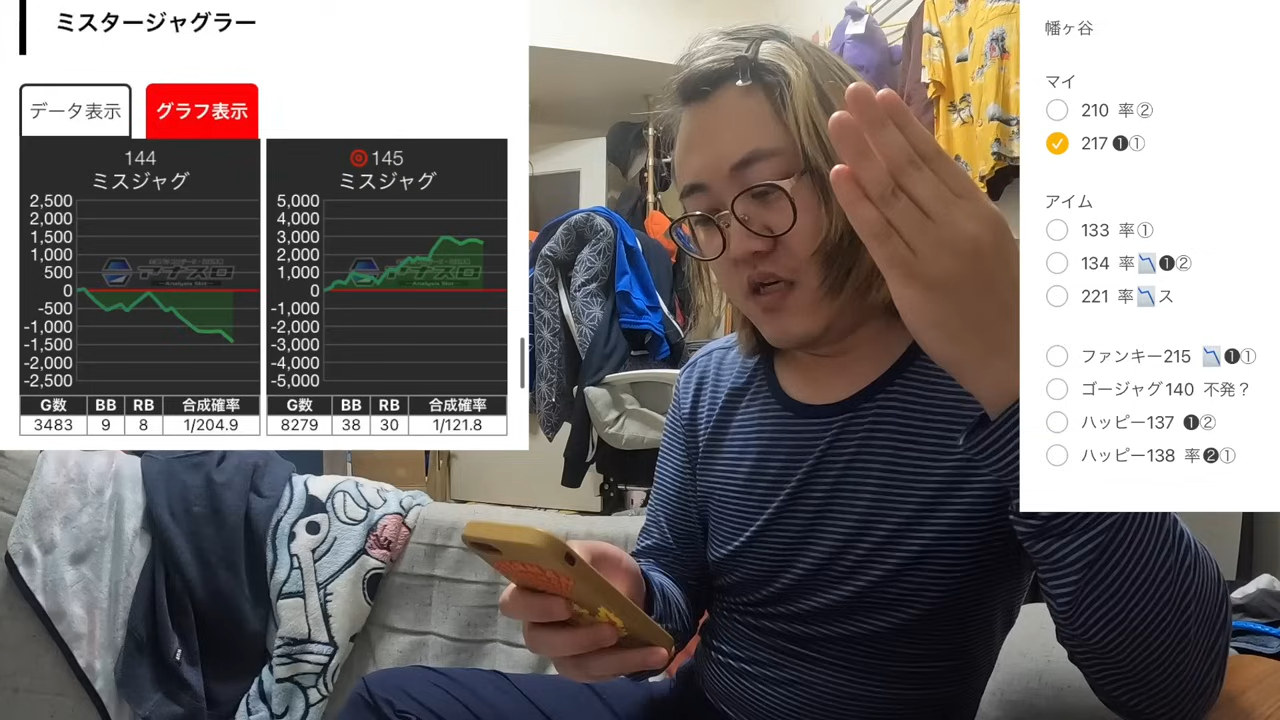 ミスタージャグラー
データ表示
グラフ表示
144
ミスジャグ
2,500
2,000
1,500
1,000
500
0
-500
-1,000
-1,500
-2,000
-2,500
G数 BB RB 合成確率
3483 9 8 1/204.9
145
ミスジャグ
5,000
4,000
3,000
2,000
1,000
0
-1,000
-2,000
-3,000
-4,000
-5,000
アナスロ
G数 BB RB 合成確率
8279 38 30 1/121.8
幡ヶ谷
マイ
210 率②
217 ❶①
アイム
133 率①
134 率📉❶②
221 率📉ス
ファンキー215 📉❶①
ゴージャグ140 不発？
ハッピー137 ❶②
ハッピー138 率❷①